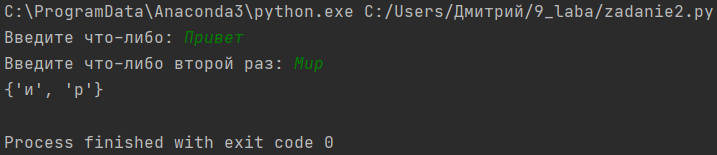 C:\ProgramData\Anaconda3\python.exe C:/Users/Дмитрий/9_laba/zadanie2.py
Введите что-либо: Привет
Введите что-либо второй раз: Мир
{'и', 'р'}
Process finished with exit code 0